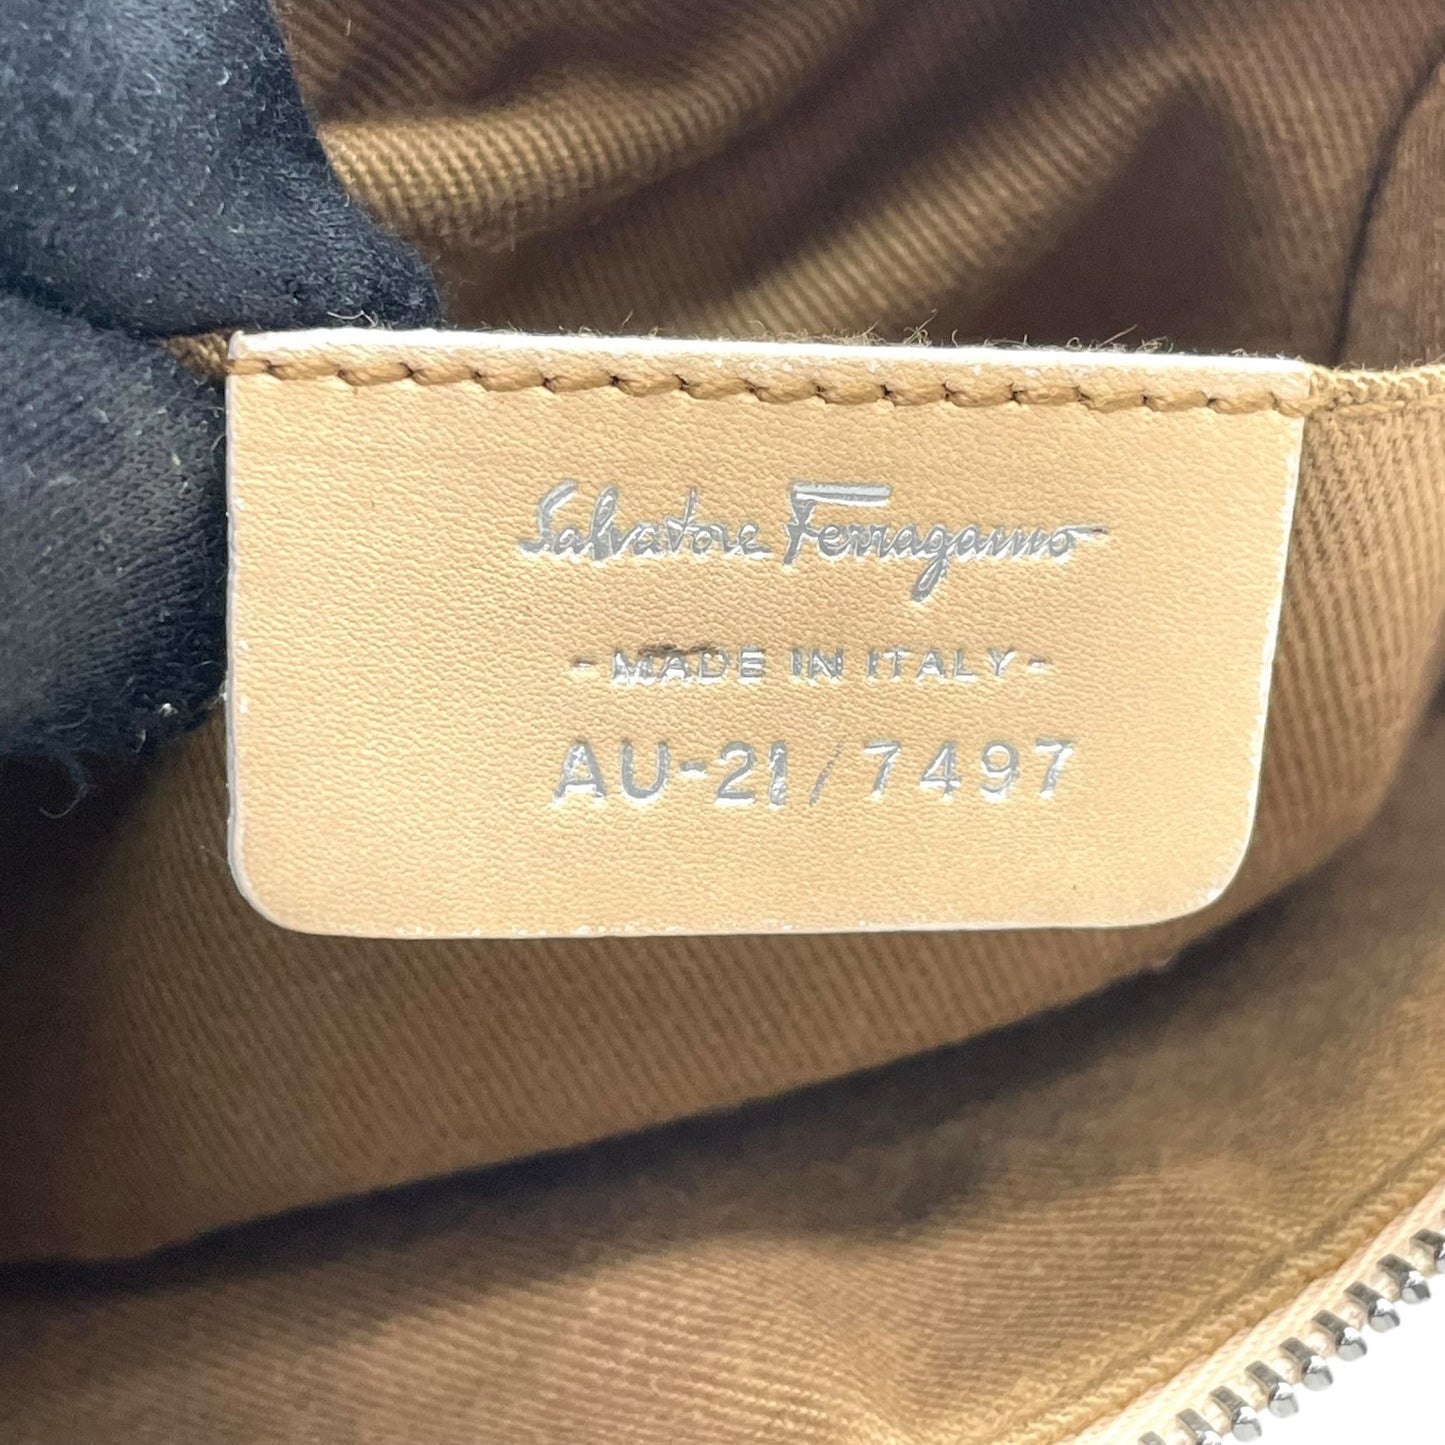 Salvatore Ferragamo
- MADE IN ITALY -
AU-21/7497